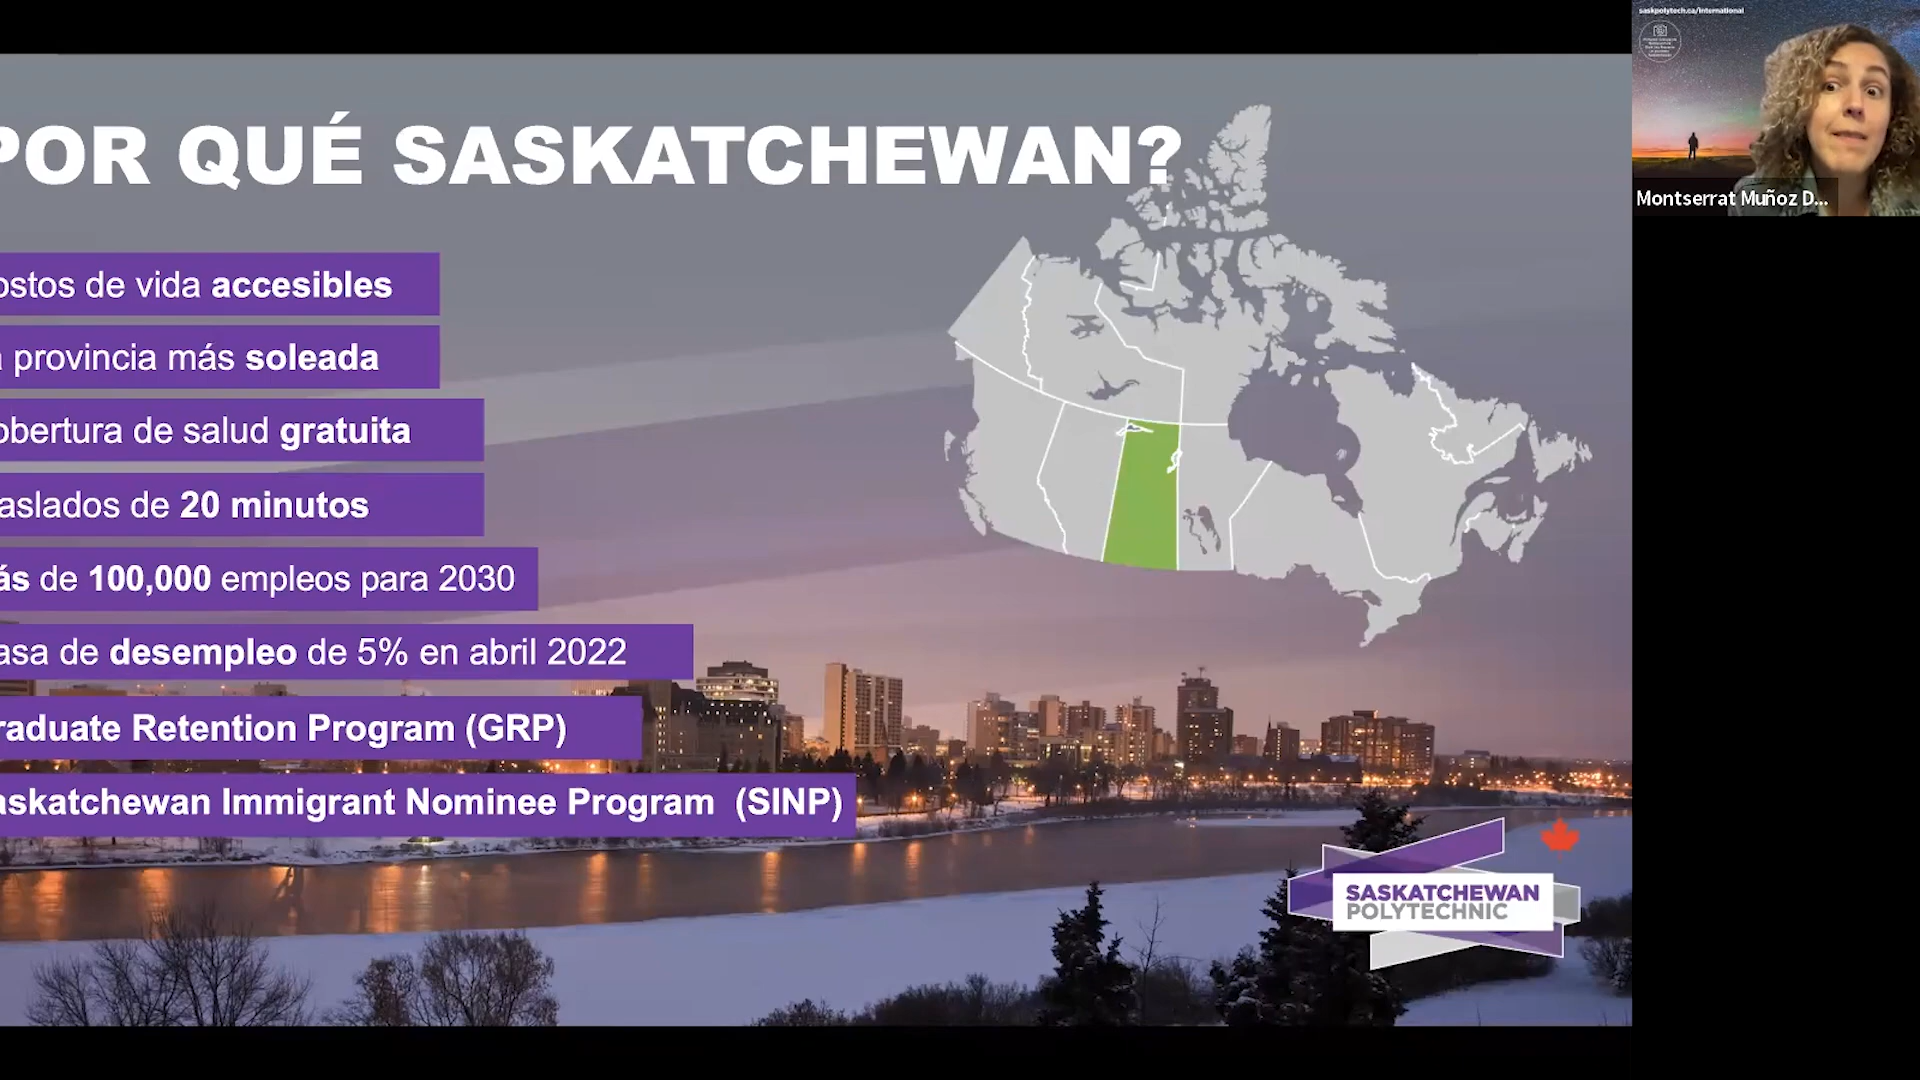 POR QUÉ SASKATCHEWAN?
ostos de vida accesibles
a provincia más soleada
obertura de salud gratuita
raslados de 20 minutos
ás de 100,000 empleos para 2030
asa de desempleo de 5% en abril 2022
raduate Retention Program (GRP)
askatchewan Immigrant Nominee Program (SINP)
SASKATCHEWAN
POLYTECHNIC
saskpolytech.ca/international
Montserrat Muñoz D...